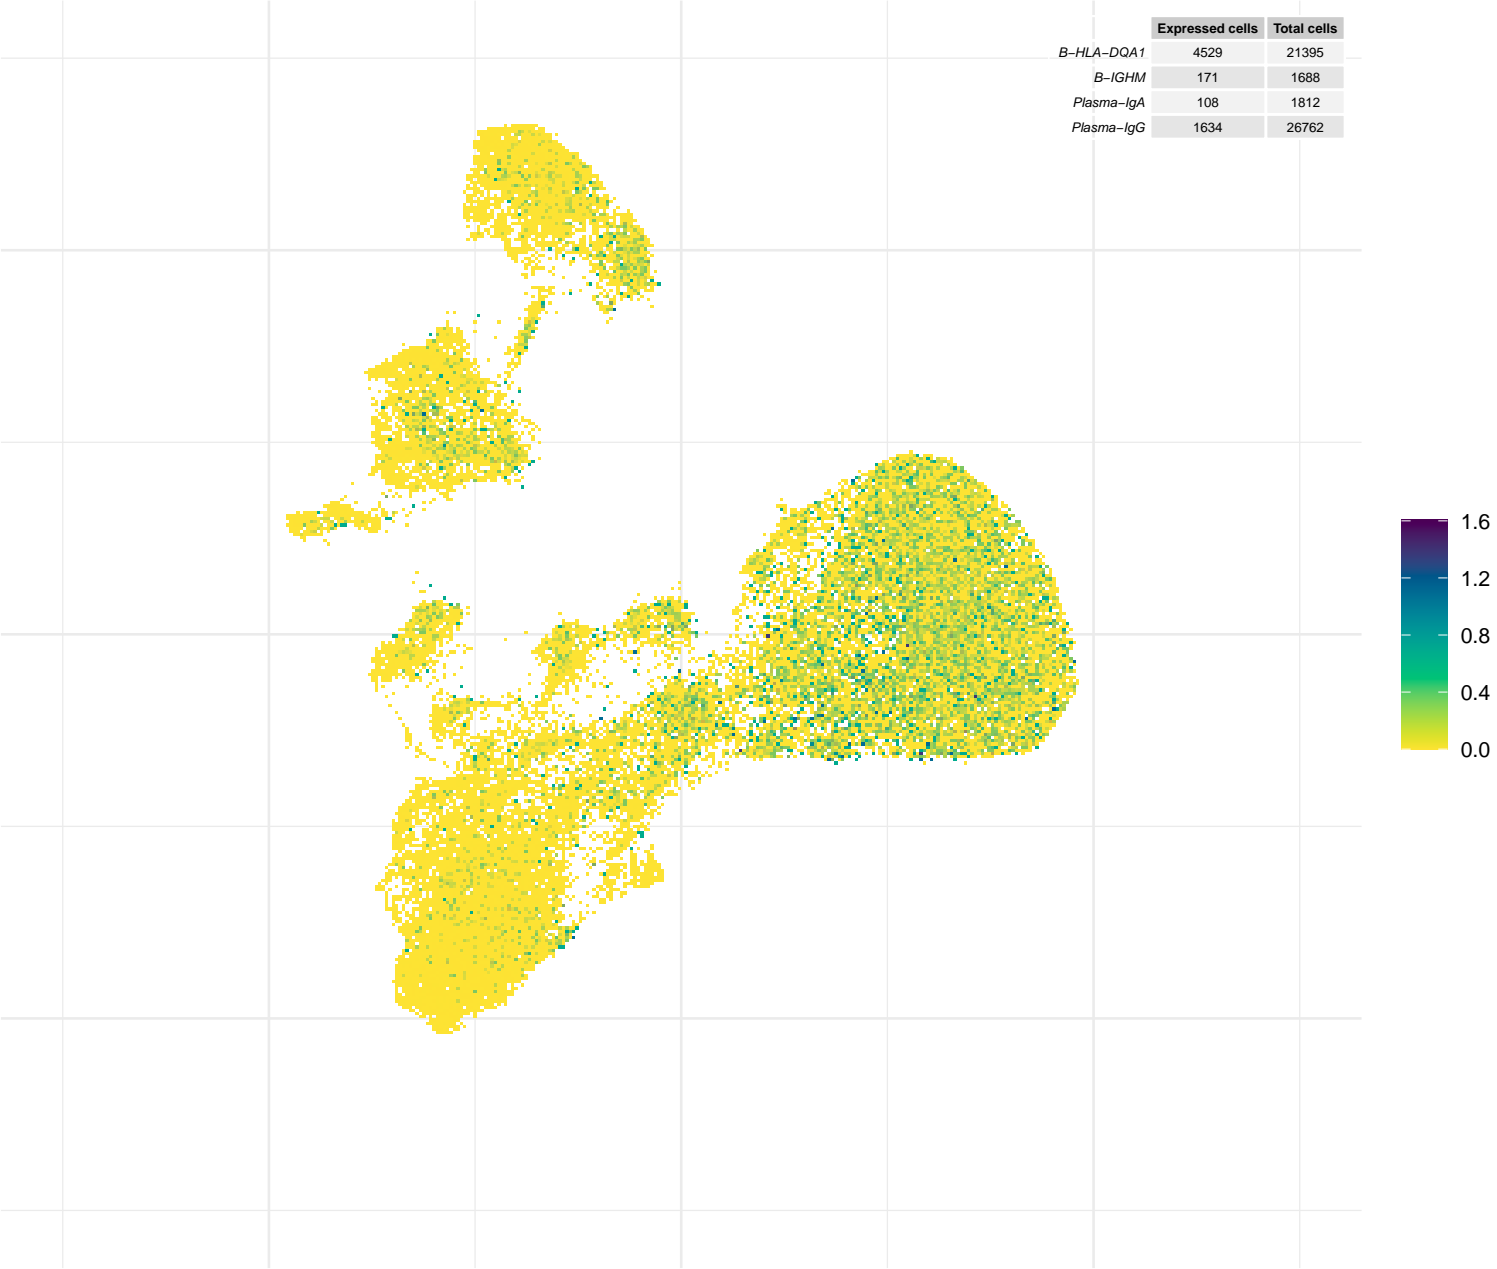 Expressed cells Total cells
B−HLA−DQA1 4529 21395
B−IGHM 171 1688
Plasma−IgA 108 1812
Plasma−IgG 1634 26762
1.6
1.2
0.8
0.4
0.0